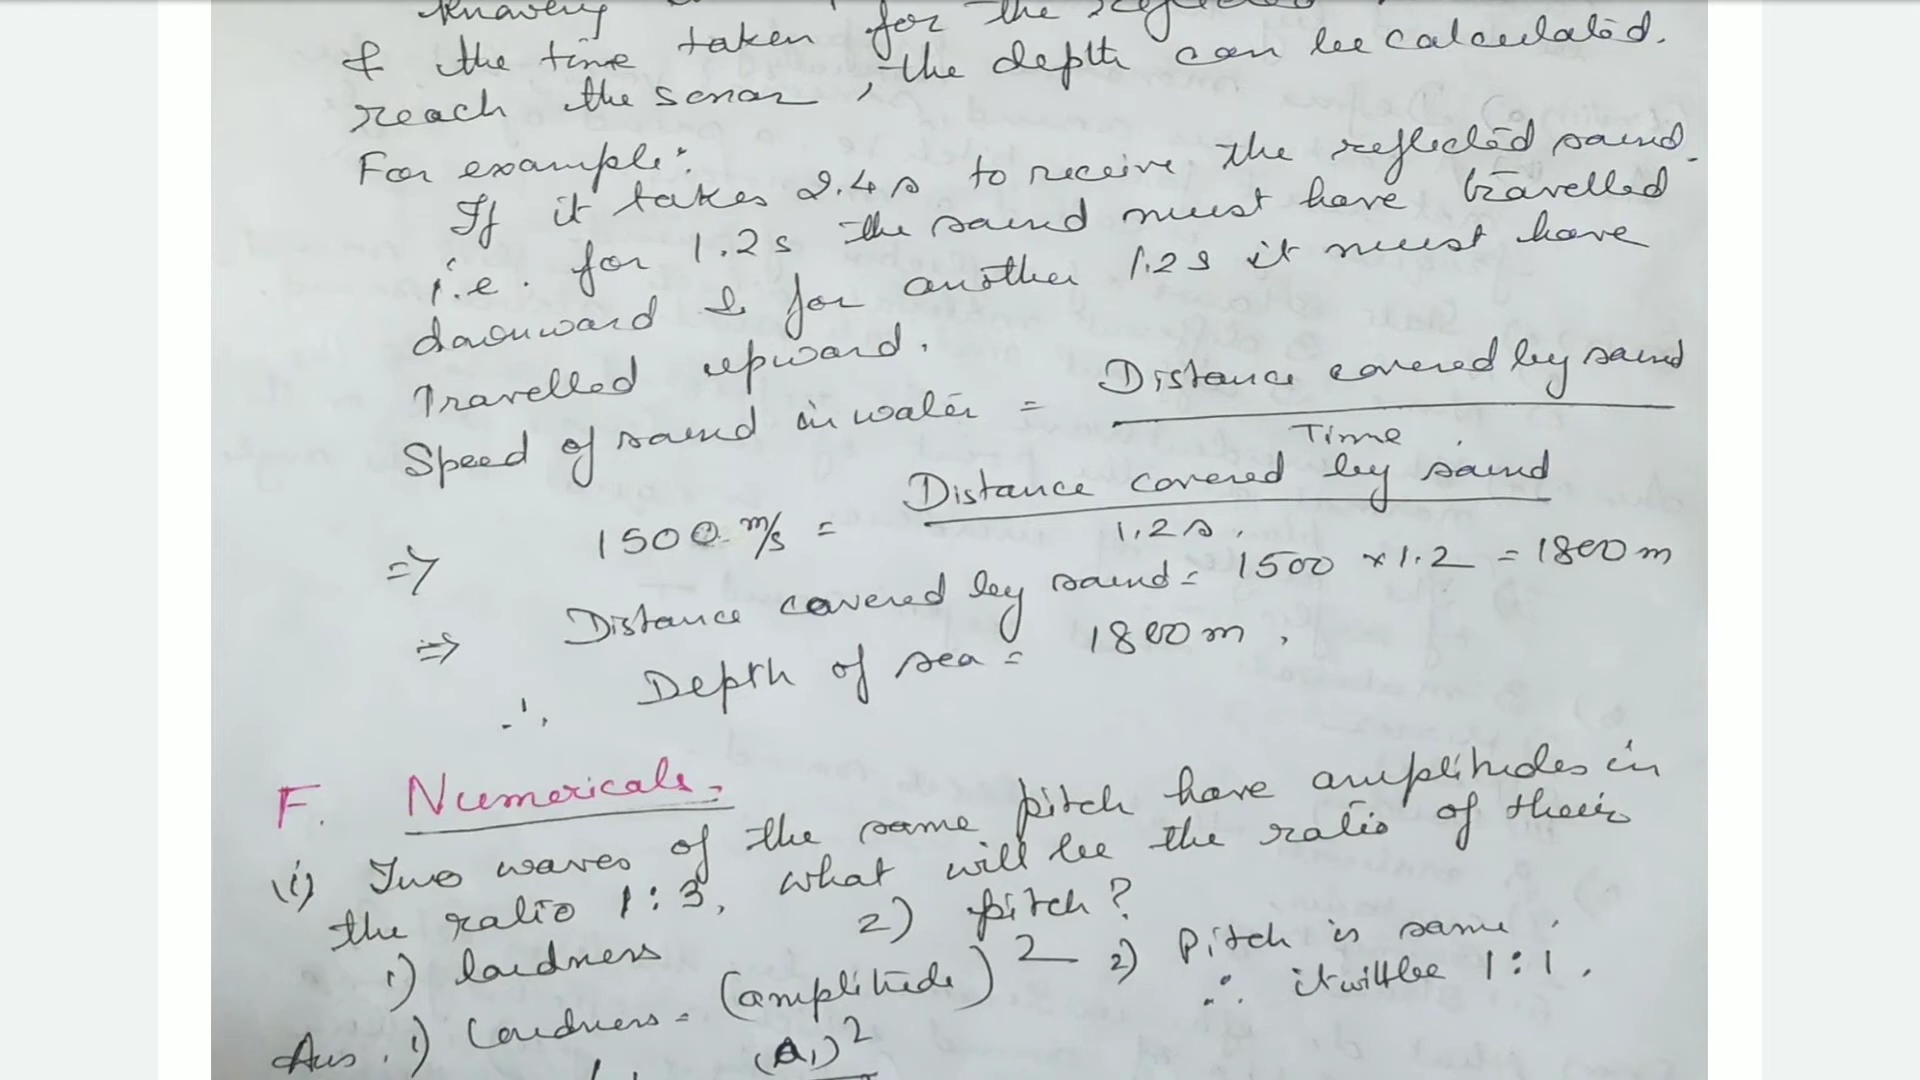 Knowing for the reflected
& the time taken
reach the sonar, the depth can be calculated.
For example:
If it takes 2.4 s to receive the reflected sound.
i.e. for 1.2 s the sound must have travelled
downward & for another 1.2 s it must have
travelled upward.
Speed of sound in water = Distance covered by sound
Time
=> 1500 m/s = Distance covered by sound
1.2 s.
=> Distance covered by sound = 1500 × 1.2 = 1800 m
∴ Depth of sea = 1800 m.
F. Numericals.
(i) Two waves of the same pitch have amplitudes in
the ratio 1:3, what will be the ratio of their
1) loudness 2) pitch?
Ans. 1) Loudness = (amplitude)² 2) Pitch is same.
∴ it will be 1:1.
(A₁)²